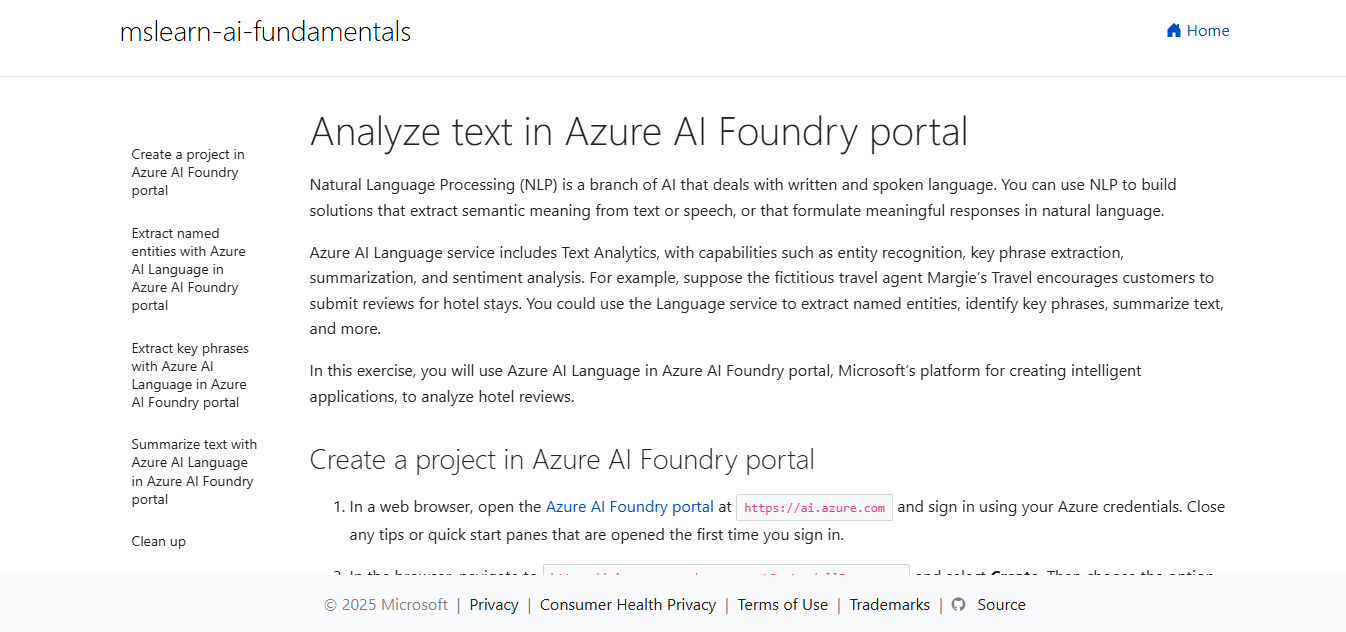 mslearn-ai-fundamentals
Home
Create a project in
Azure AI Foundry
portal
Extract named
entities with Azure
AI Language in
Azure AI Foundry
portal
Extract key phrases
with Azure AI
Language in Azure
AI Foundry portal
Summarize text with
Azure AI Language
in Azure AI Foundry
portal
Clean up
Analyze text in Azure AI Foundry portal
Natural Language Processing (NLP) is a branch of AI that deals with written and spoken language. You can use NLP to build
solutions that extract semantic meaning from text or speech, or that formulate meaningful responses in natural language.
Azure AI Language service includes Text Analytics, with capabilities such as entity recognition, key phrase extraction,
summarization, and sentiment analysis. For example, suppose the fictitious travel agent Margie’s Travel encourages customers to
submit reviews for hotel stays. You could use the Language service to extract named entities, identify key phrases, summarize text,
and more.
In this exercise, you will use Azure AI Language in Azure AI Foundry portal, Microsoft’s platform for creating intelligent
applications, to analyze hotel reviews.
Create a project in Azure AI Foundry portal
1. In a web browser, open the Azure AI Foundry portal at https://ai.azure.com and sign in using your Azure credentials. Close
any tips or quick start panes that are opened the first time you sign in.
2. In the browser, navigate to and select Create. Then choose the option
© 2025 Microsoft | Privacy | Consumer Health Privacy | Terms of Use | Trademarks | Source